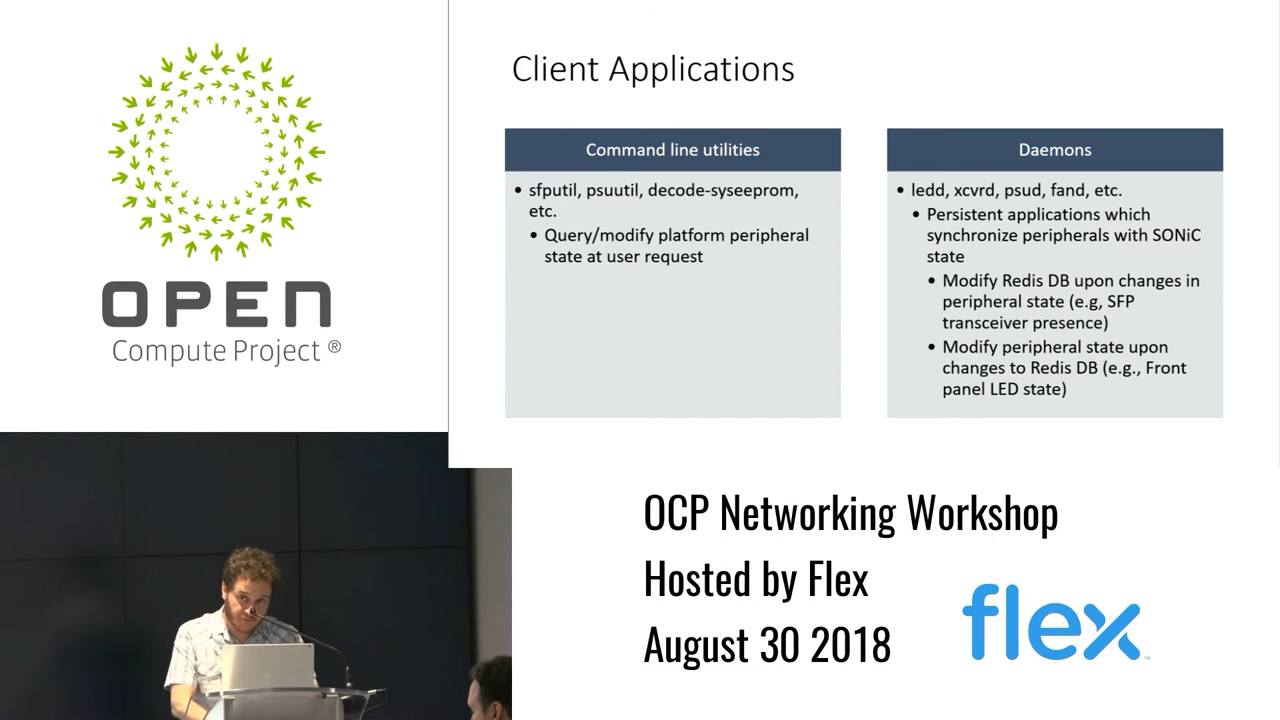 OPEN
Compute Project ®
Client Applications
Command line utilities
• sfputil, psuutil, decode-syseeprom,
etc.
• Query/modify platform peripheral
state at user request
Daemons
• ledd, xcvrd, psud, fand, etc.
• Persistent applications which
synchronize peripherals with SONiC
state
• Modify Redis DB upon changes in
peripheral state (e.g, SFP
transceiver presence)
• Modify peripheral state upon
changes to Redis DB (e.g., Front
panel LED state)
OCP Networking Workshop
Hosted by Flex
August 30 2018
flex